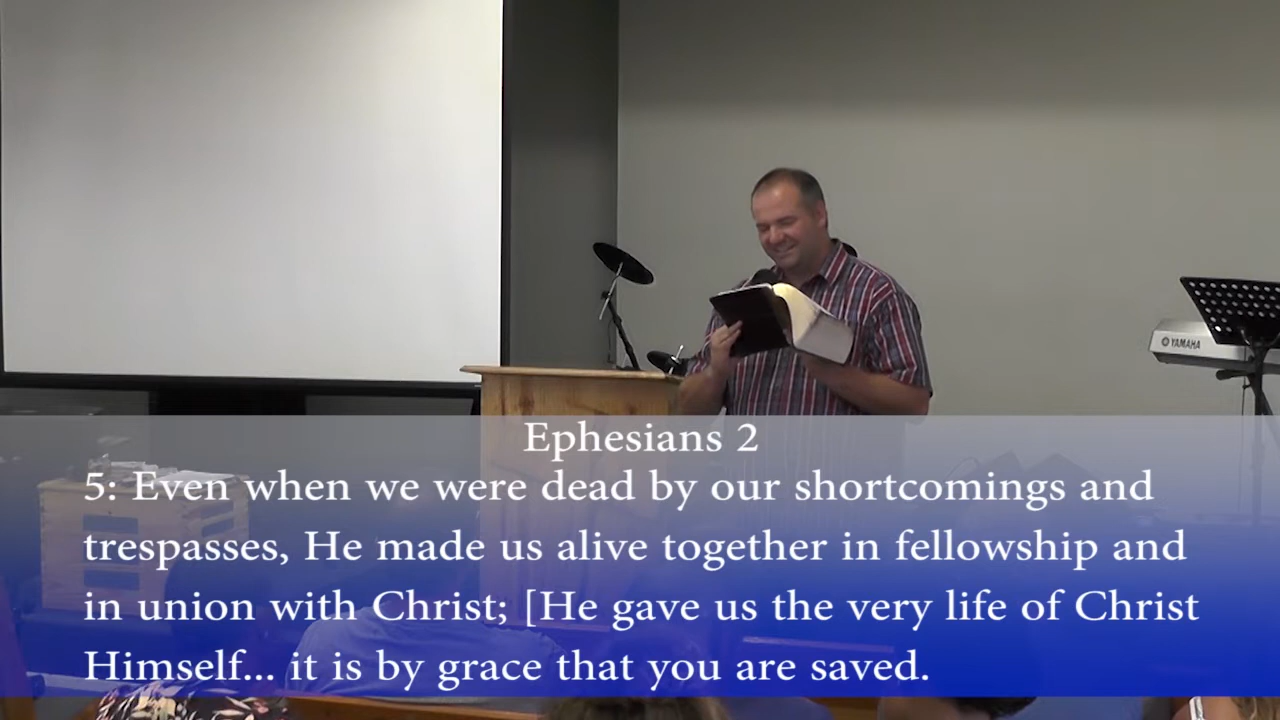 YAMAHA
Ephesians 2
5: Even when we were dead by our shortcomings and
trespasses, He made us alive together in fellowship and
in union with Christ; [He gave us the very life of Christ
Himself... it is by grace that you are saved.